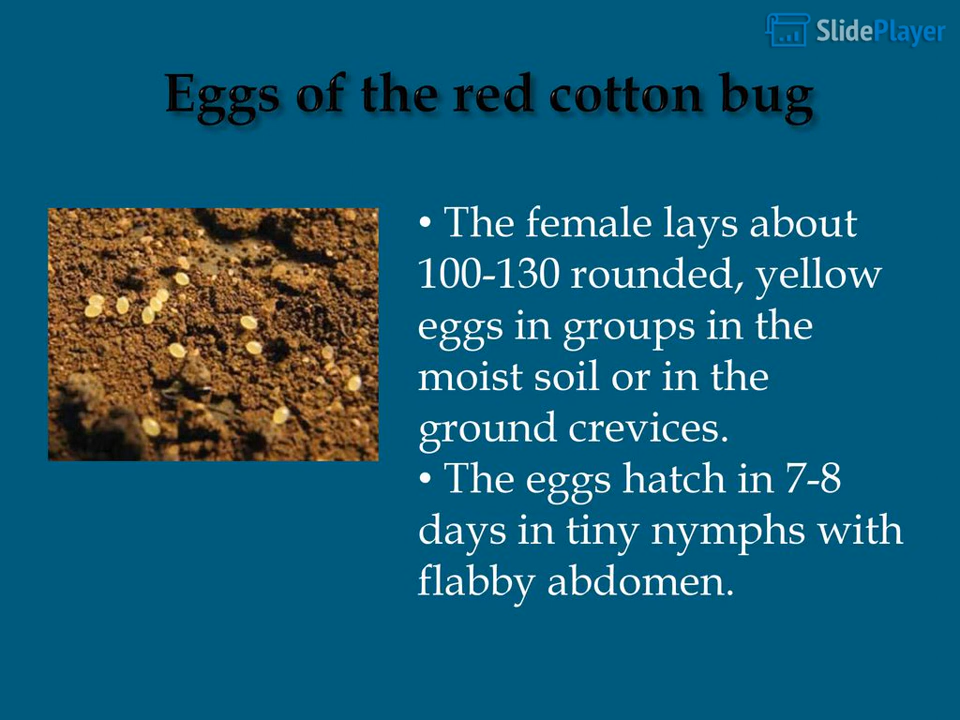 SlidePlayer
Eggs of the red cotton bug
• The female lays about
100-130 rounded, yellow
eggs in groups in the
moist soil or in the
ground crevices.
• The eggs hatch in 7-8
days in tiny nymphs with
flabby abdomen.